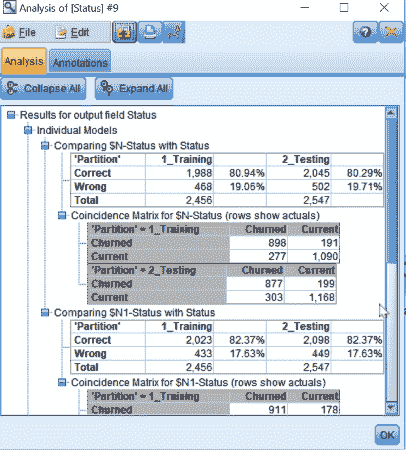 Analysis of [Status] #9
File Edit
Analysis Annotations
Collapse All Expand All
Results for output field Status
Individual Models
Comparing $N-Status with Status
'Partition' 1_Training 2_Testing
Correct 1,988 80.94% 2,045 80.29%
Wrong 468 19.06% 502 19.71%
Total 2,456 2,547
Coincidence Matrix for $N-Status (rows show actuals)
'Partition' = 1_Training Churned Current
Churned 898 191
Current 277 1,090
'Partition' = 2_Testing Churned Current
Churned 877 199
Current 303 1,168
Comparing $N1-Status with Status
'Partition' 1_Training 2_Testing
Correct 2,023 82.37% 2,098 82.37%
Wrong 433 17.63% 449 17.63%
Total 2,456 2,547
Coincidence Matrix for $N1-Status (rows show actuals)
'Partition' = 1_Training Churned Current
Churned 911 178
OK